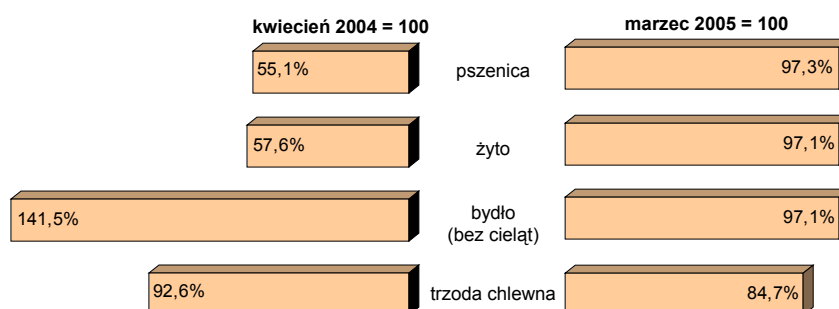 kwiecień 2004 = 100 marzec 2005 = 100
55,1% pszenica 97,3%
57,6% żyto 97,1%
141,5% bydło (bez cieląt) 97,1%
92,6% trzoda chlewna 84,7%